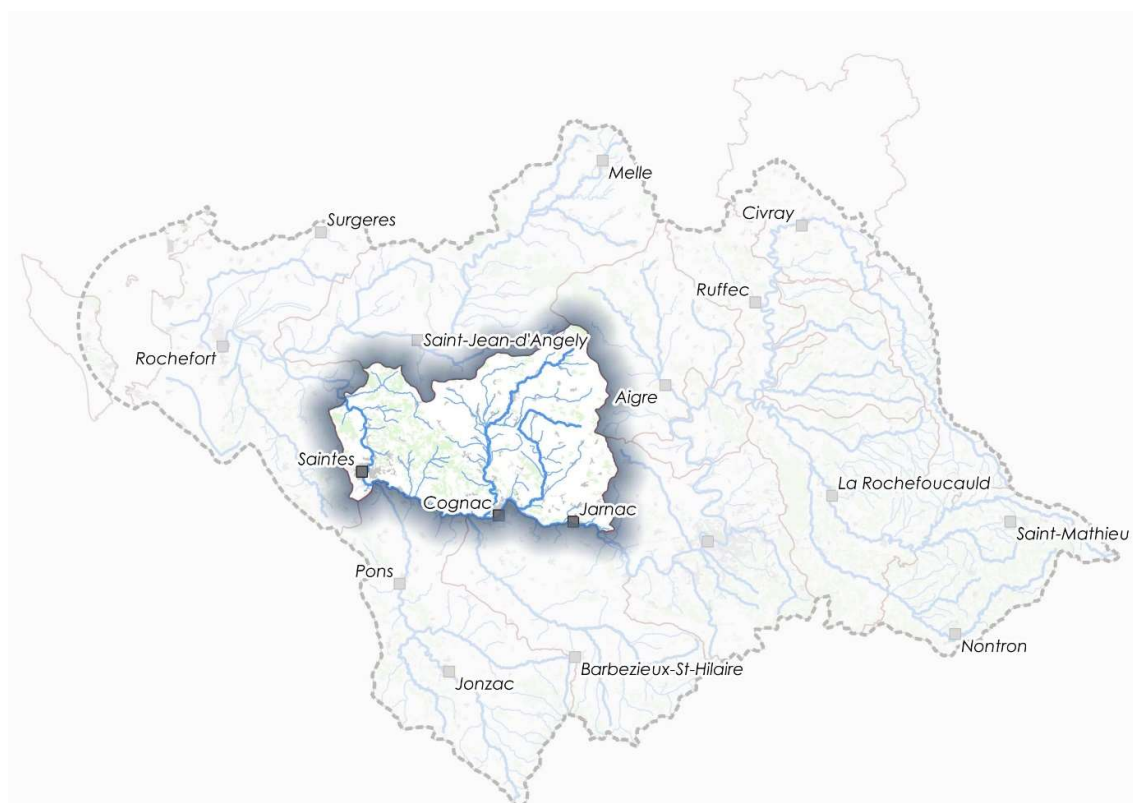 Melle
Civray
Surgeres
Ruffec
Saint-Jean-d'Angely
Rochefort
Aigre
Saintes
La Rochefoucauld
Cognac
Jarnac
Saint-Mathieu
Pons
Nontron
Barbezieux-St-Hilaire
Jonzac